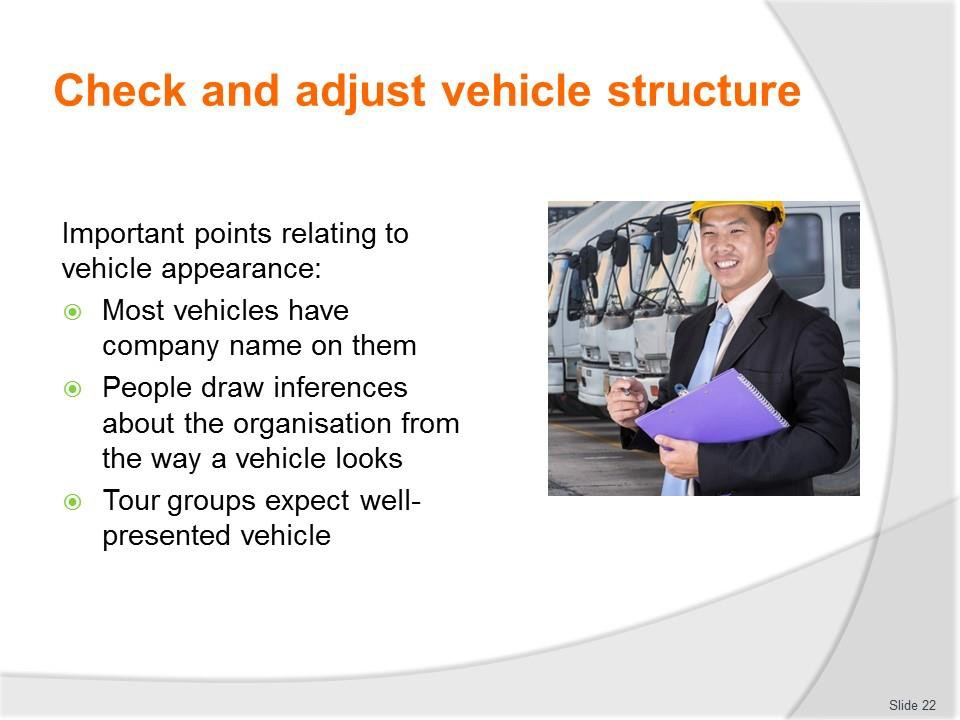 Check and adjust vehicle structure
Important points relating to
vehicle appearance:
Most vehicles have
company name on them
People draw inferences
about the organisation from
the way a vehicle looks
Tour groups expect well-
presented vehicle
Slide 22